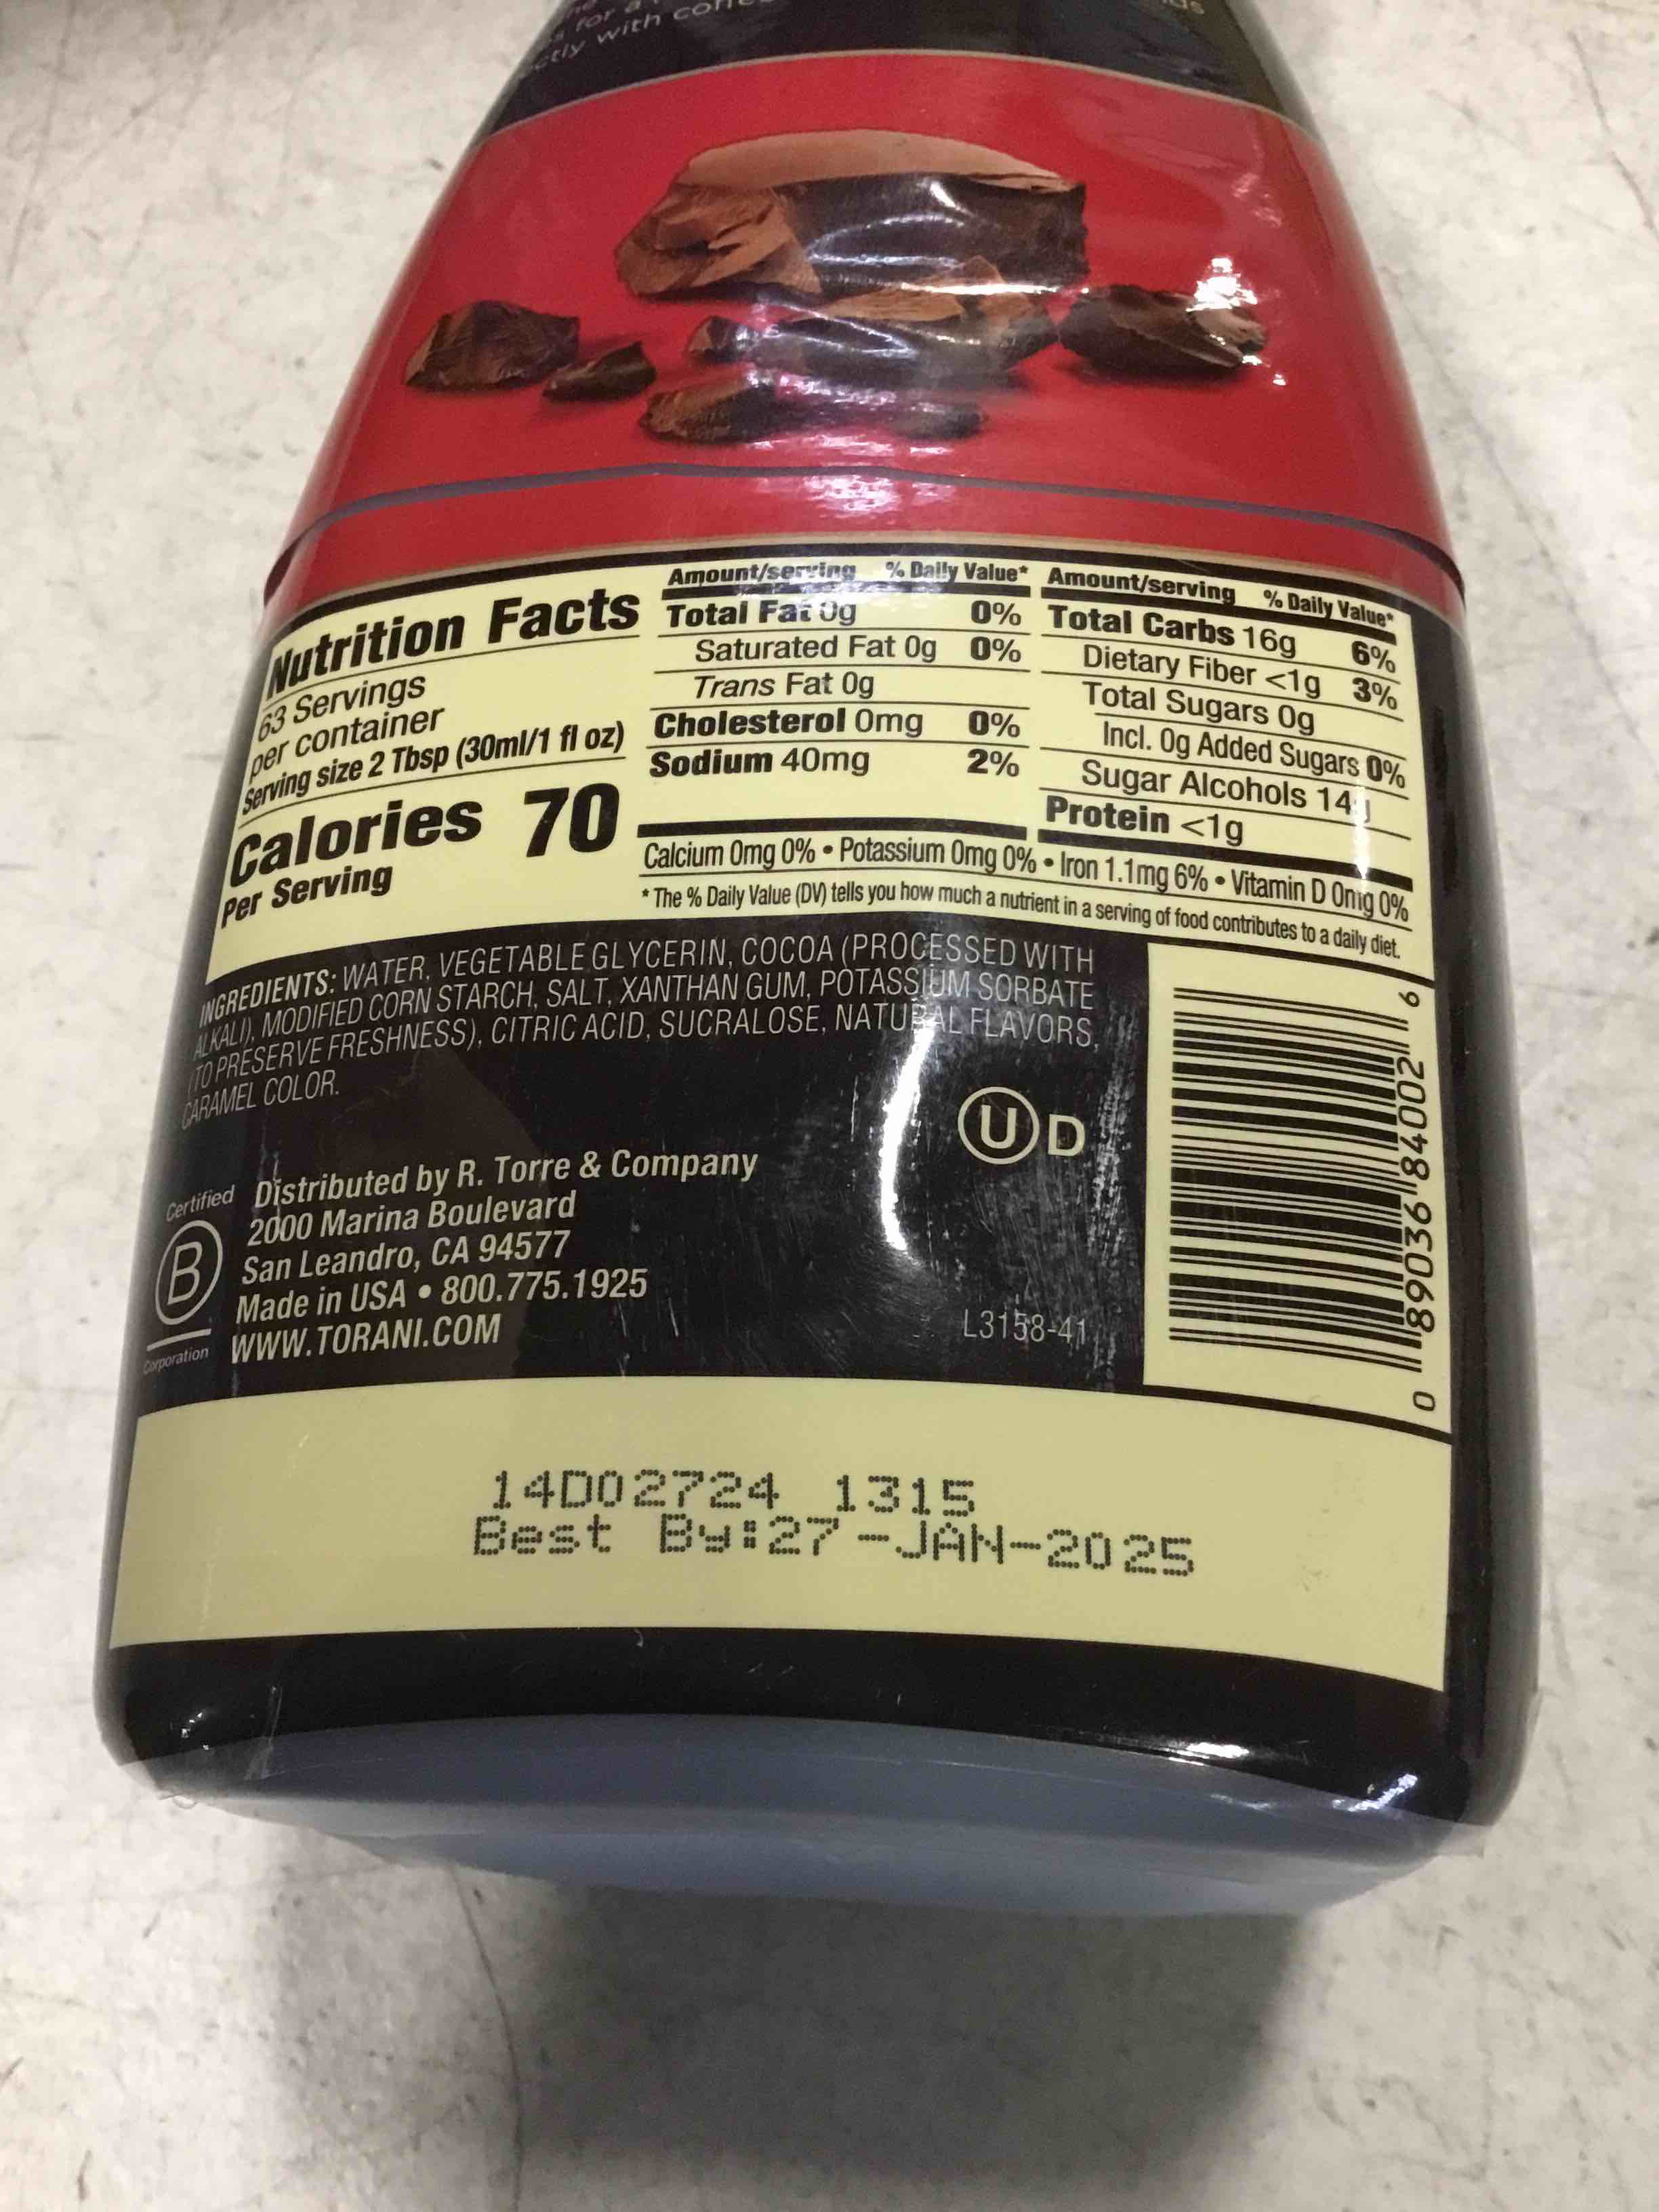 for a
with
Nutrition Facts
63 Servings
per container
Serving size 2 Tbsp (30ml/1 fl oz)
Calories 70
Per Serving
Amount/serving % Daily Value*
Total Fat 0g 0%
Saturated Fat 0g 0%
Trans Fat 0g
Cholesterol 0mg 0%
Sodium 40mg 2%
Amount/serving % Daily Value*
Total Carbs 16g 6%
Dietary Fiber <1g 3%
Total Sugars 0g
Incl. 0g Added Sugars 0%
Sugar Alcohols 14g
Protein <1g
Calcium 0mg 0% • Potassium 0mg 0% • Iron 1.1mg 6% • Vitamin D 0mg 0%
* The % Daily Value (DV) tells you how much a nutrient in a serving of food contributes to a daily diet.
INGREDIENTS: WATER, VEGETABLE GLYCERIN, COCOA (PROCESSED WITH
ALKALI), MODIFIED CORN STARCH, SALT, XANTHAN GUM, POTASSIUM SORBATE
(TO PRESERVE FRESHNESS), CITRIC ACID, SUCRALOSE, NATURAL FLAVORS,
CARAMEL COLOR.
U D
Certified
B
Corporation
Distributed by R. Torre & Company
2000 Marina Boulevard
San Leandro, CA 94577
Made in USA • 800.775.1925
WWW.TORANI.COM
L3158-41
0 89036 84002 9
14D02724 1315
Best By:27-JAN-2025